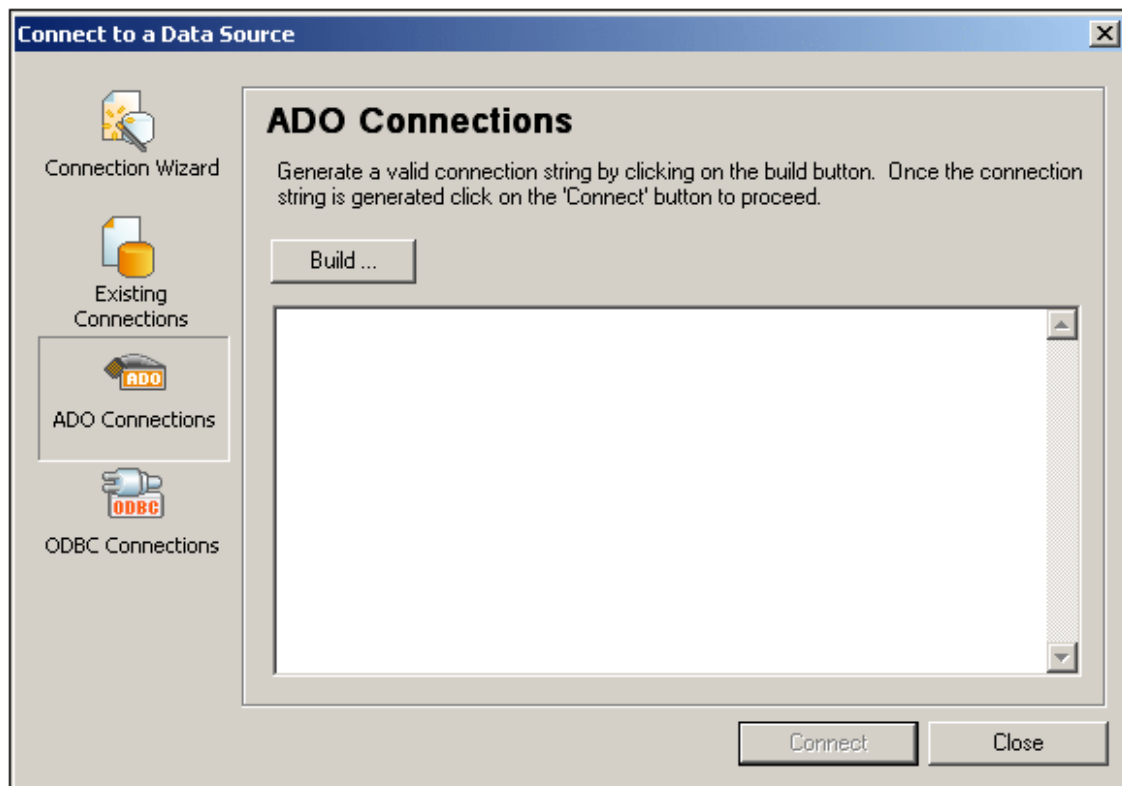 Connect to a Data Source
Connection Wizard
Existing
Connections
ADO
ADO Connections
ODBC
ODBC Connections
ADO Connections
Generate a valid connection string by clicking on the build button.  Once the connection
string is generated click on the 'Connect' button to proceed.
Build ...
Connect
Close